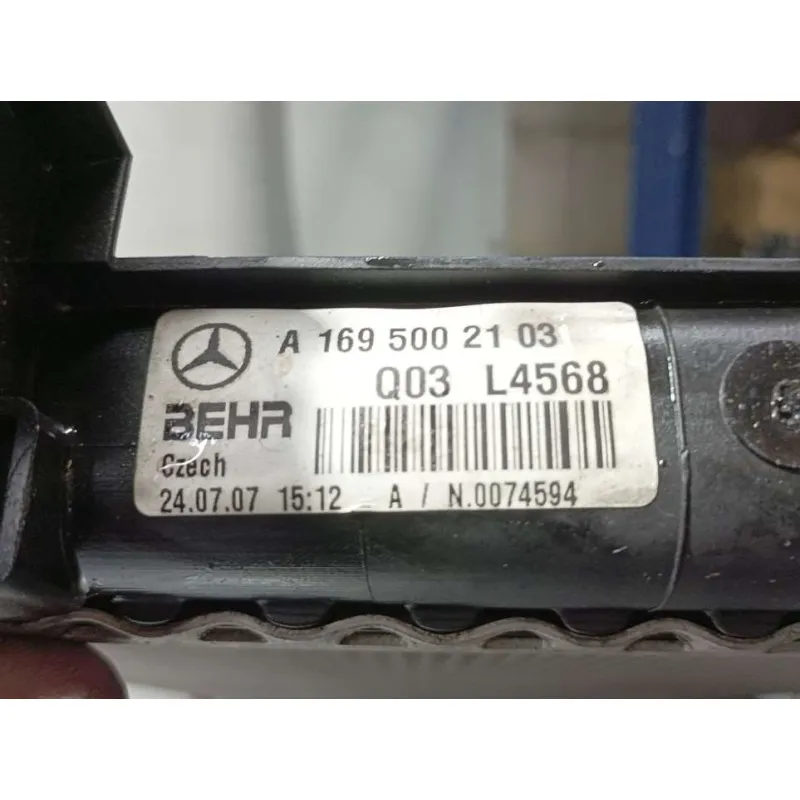 A 169 500 21 03
Q03 L4568
BEHR
Czech
24.07.07 15:12 A / N.0074594